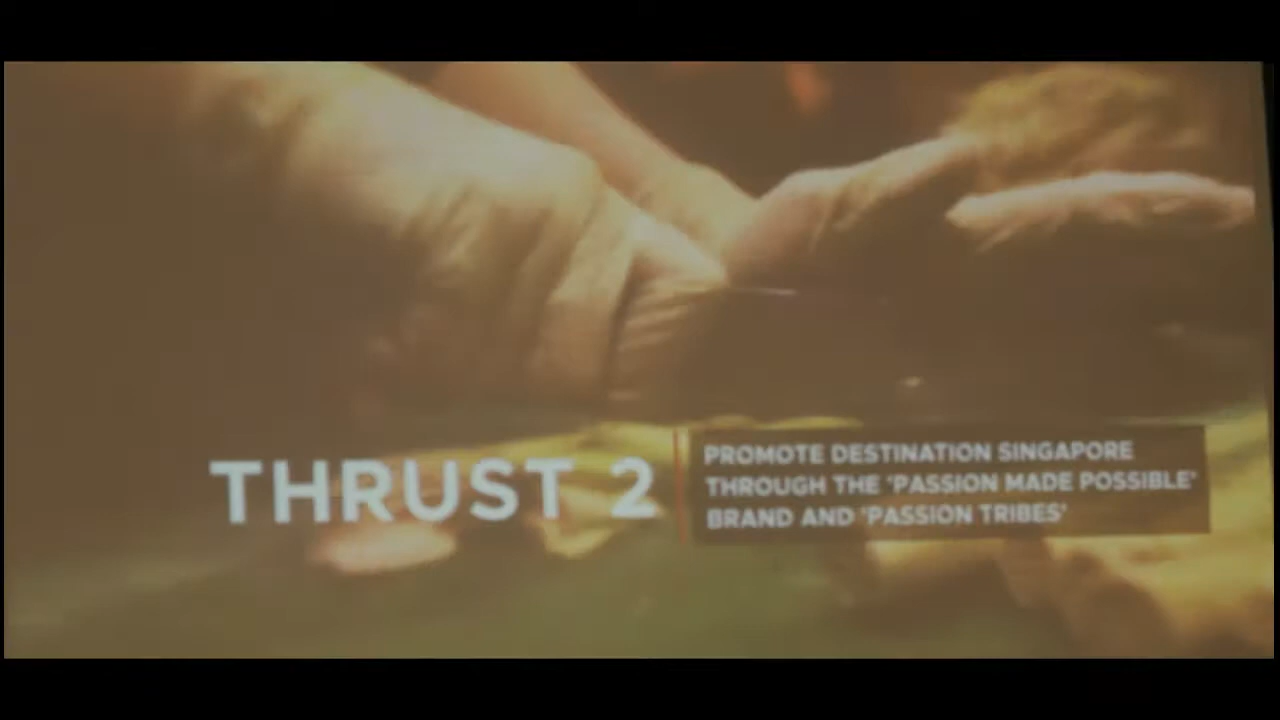 THRUST 2
PROMOTE DESTINATION SINGAPORE
THROUGH THE 'PASSION MADE POSSIBLE'
BRAND AND 'PASSION TRIBES'